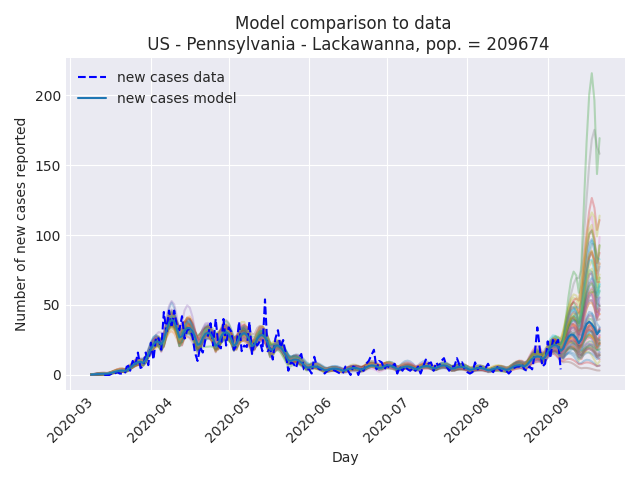 Model comparison to data
US - Pennsylvania - Lackawanna, pop. = 209674
new cases data
new cases model
Number of new cases reported
200
150
100
50
0
2020-03
2020-04
2020-05
2020-06
2020-07
2020-08
2020-09
Day